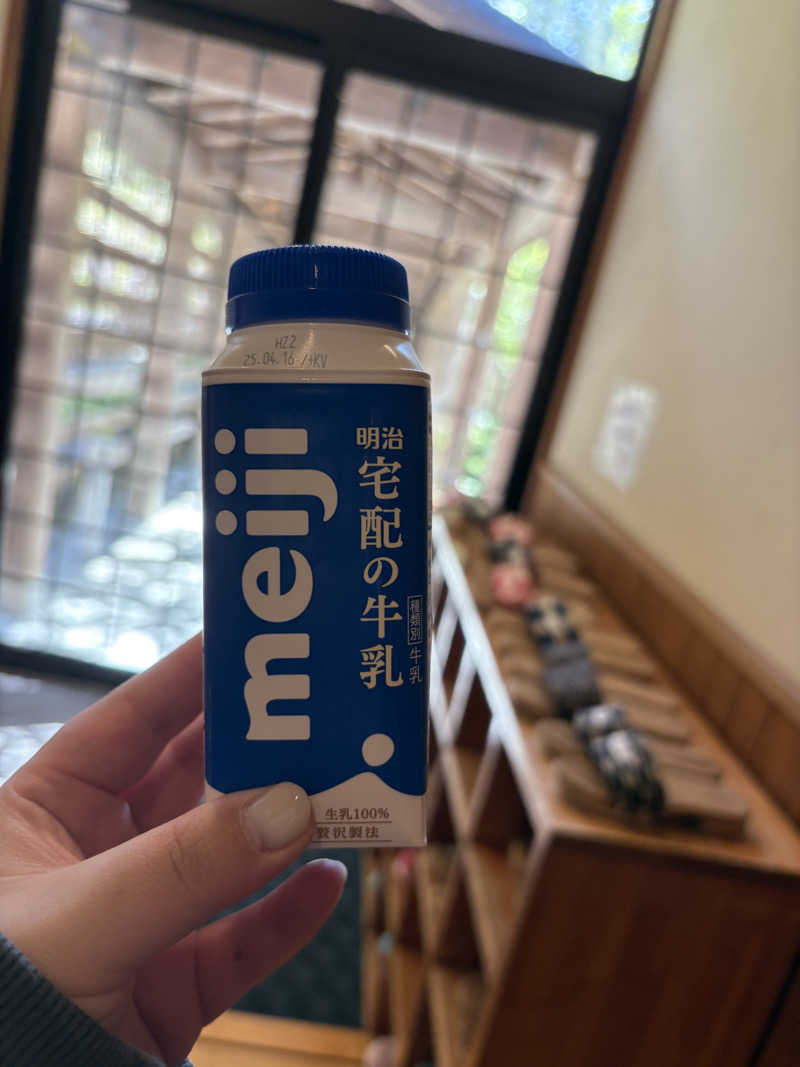 HZ2
25.04.16/+KV
meiji
明治
宅配の牛乳
種類別 牛乳
生乳100%
贅沢製法